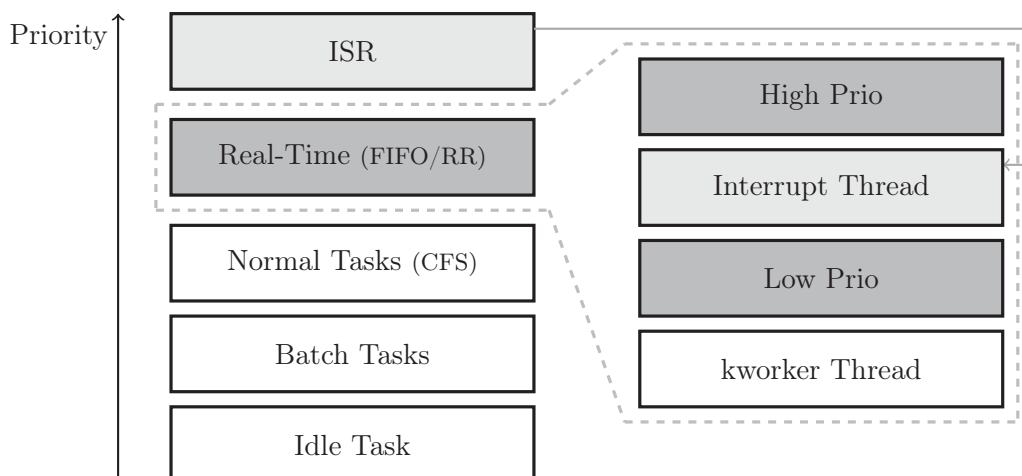 Priority
ISR
Real-Time (FIFO/RR)
Normal Tasks (CFS)
Batch Tasks
Idle Task
High Prio
Interrupt Thread
Low Prio
kworker Thread